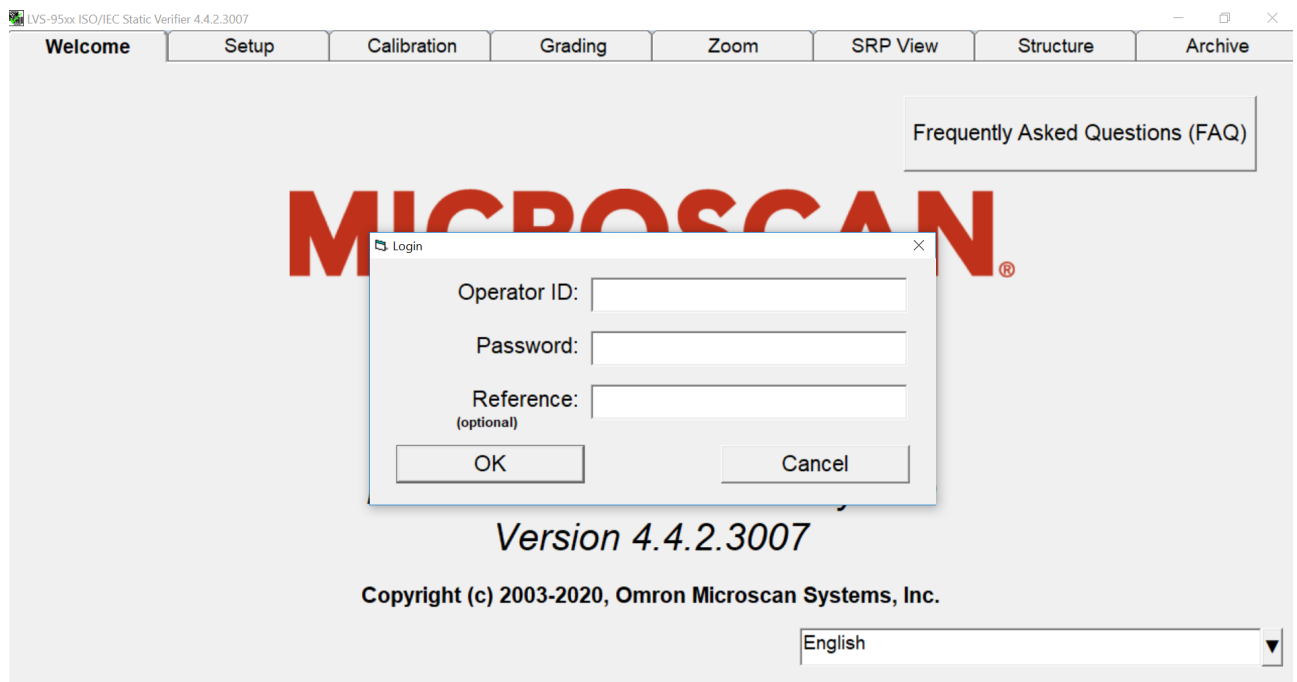 LVS-95xx ISO/IEC Static Verifier 4.4.2.3007
Welcome Setup Calibration Grading Zoom SRP View Structure Archive
Frequently Asked Questions (FAQ)
MICROSCAN®
Login
Operator ID:
Password:
Reference:
(optional)
OK Cancel
Version 4.4.2.3007
Copyright (c) 2003-2020, Omron Microscan Systems, Inc.
English